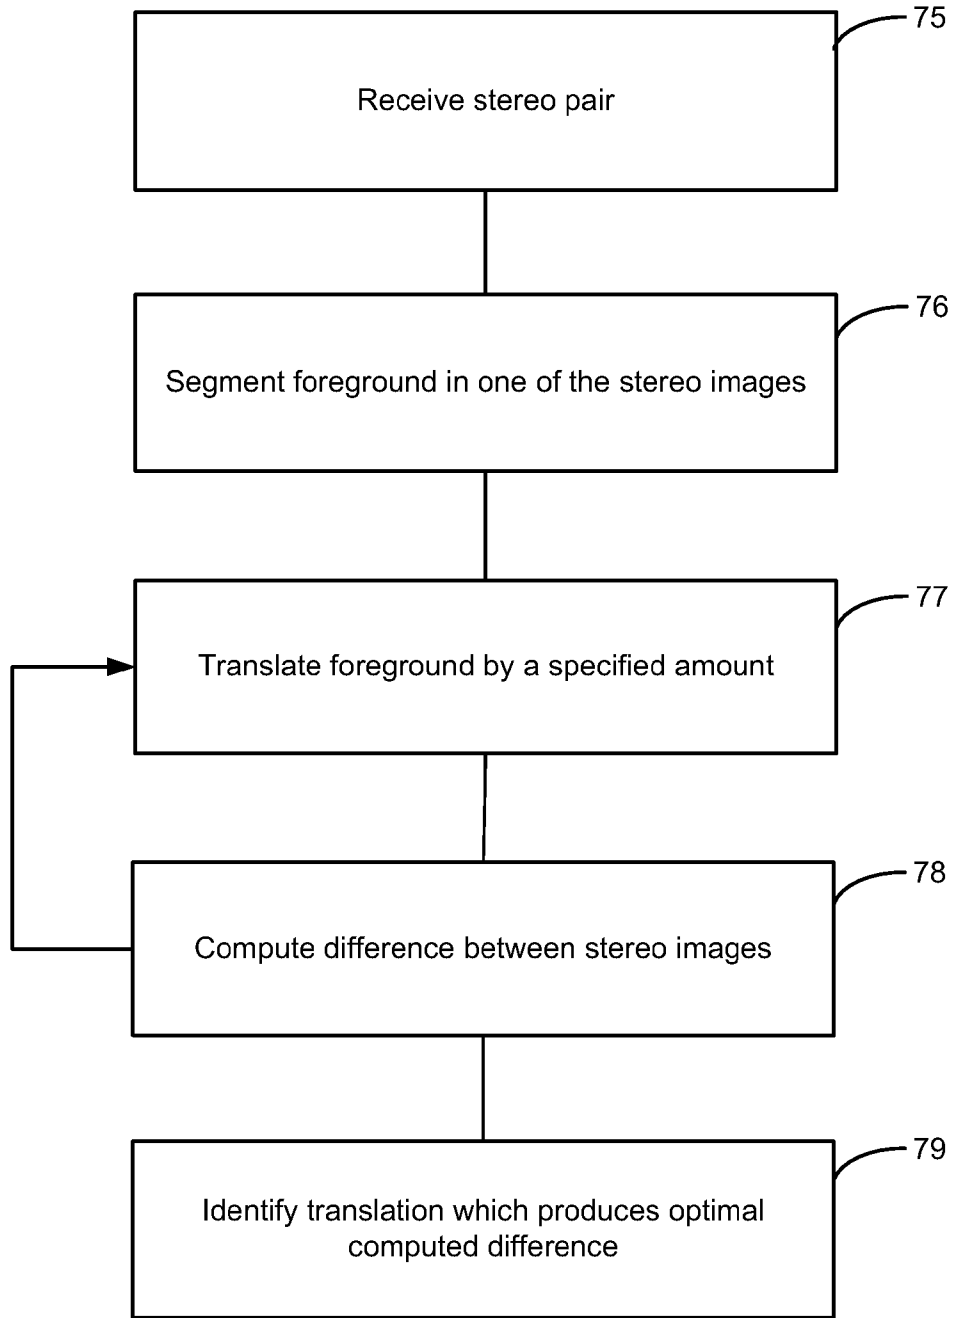 75
Receive stereo pair
76
Segment foreground in one of the stereo images
77
Translate foreground by a specified amount
78
Compute difference between stereo images
79
Identify translation which produces optimal
computed difference